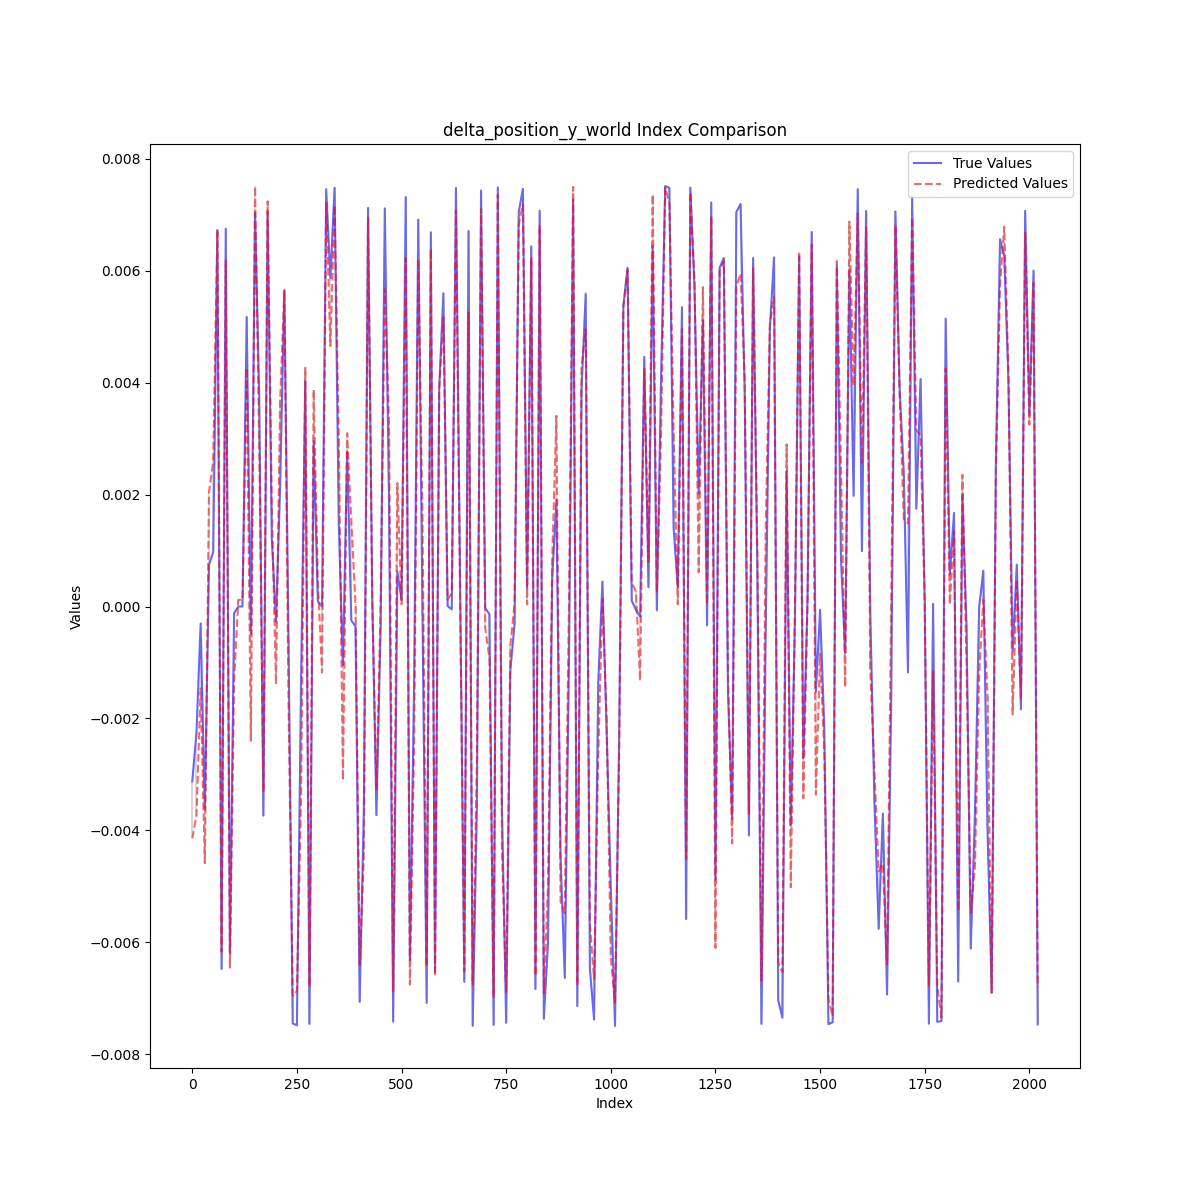 delta_position_y_world Index Comparison
True Values
Predicted Values
0.008
0.006
0.004
0.002
0.000
−0.002
−0.004
−0.006
−0.008
Values
0 250 500 750 1000 1250 1500 1750 2000
Index